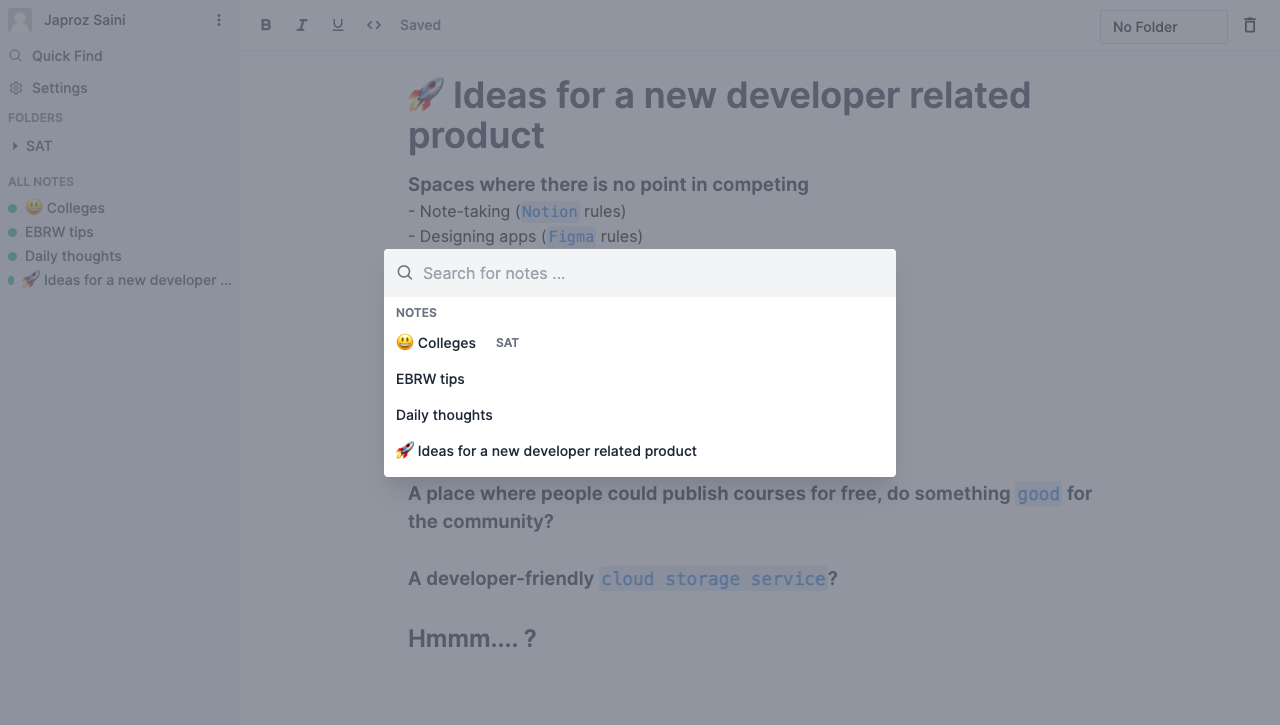 Japroz Saini
Quick Find
Settings
FOLDERS
SAT
ALL NOTES
😃 Colleges
EBRW tips
Daily thoughts
🚀 Ideas for a new developer ...
B I U <> Saved
No Folder
🚀 Ideas for a new developer related
product
Spaces where there is no point in competing
- Note-taking (Notion rules)
- Designing apps (Figma rules)
Search for notes ...
NOTES
😃 Colleges SAT
EBRW tips
Daily thoughts
🚀 Ideas for a new developer related product
A place where people could publish courses for free, do something good for
the community?
A developer-friendly cloud storage service?
Hmmm.... ?